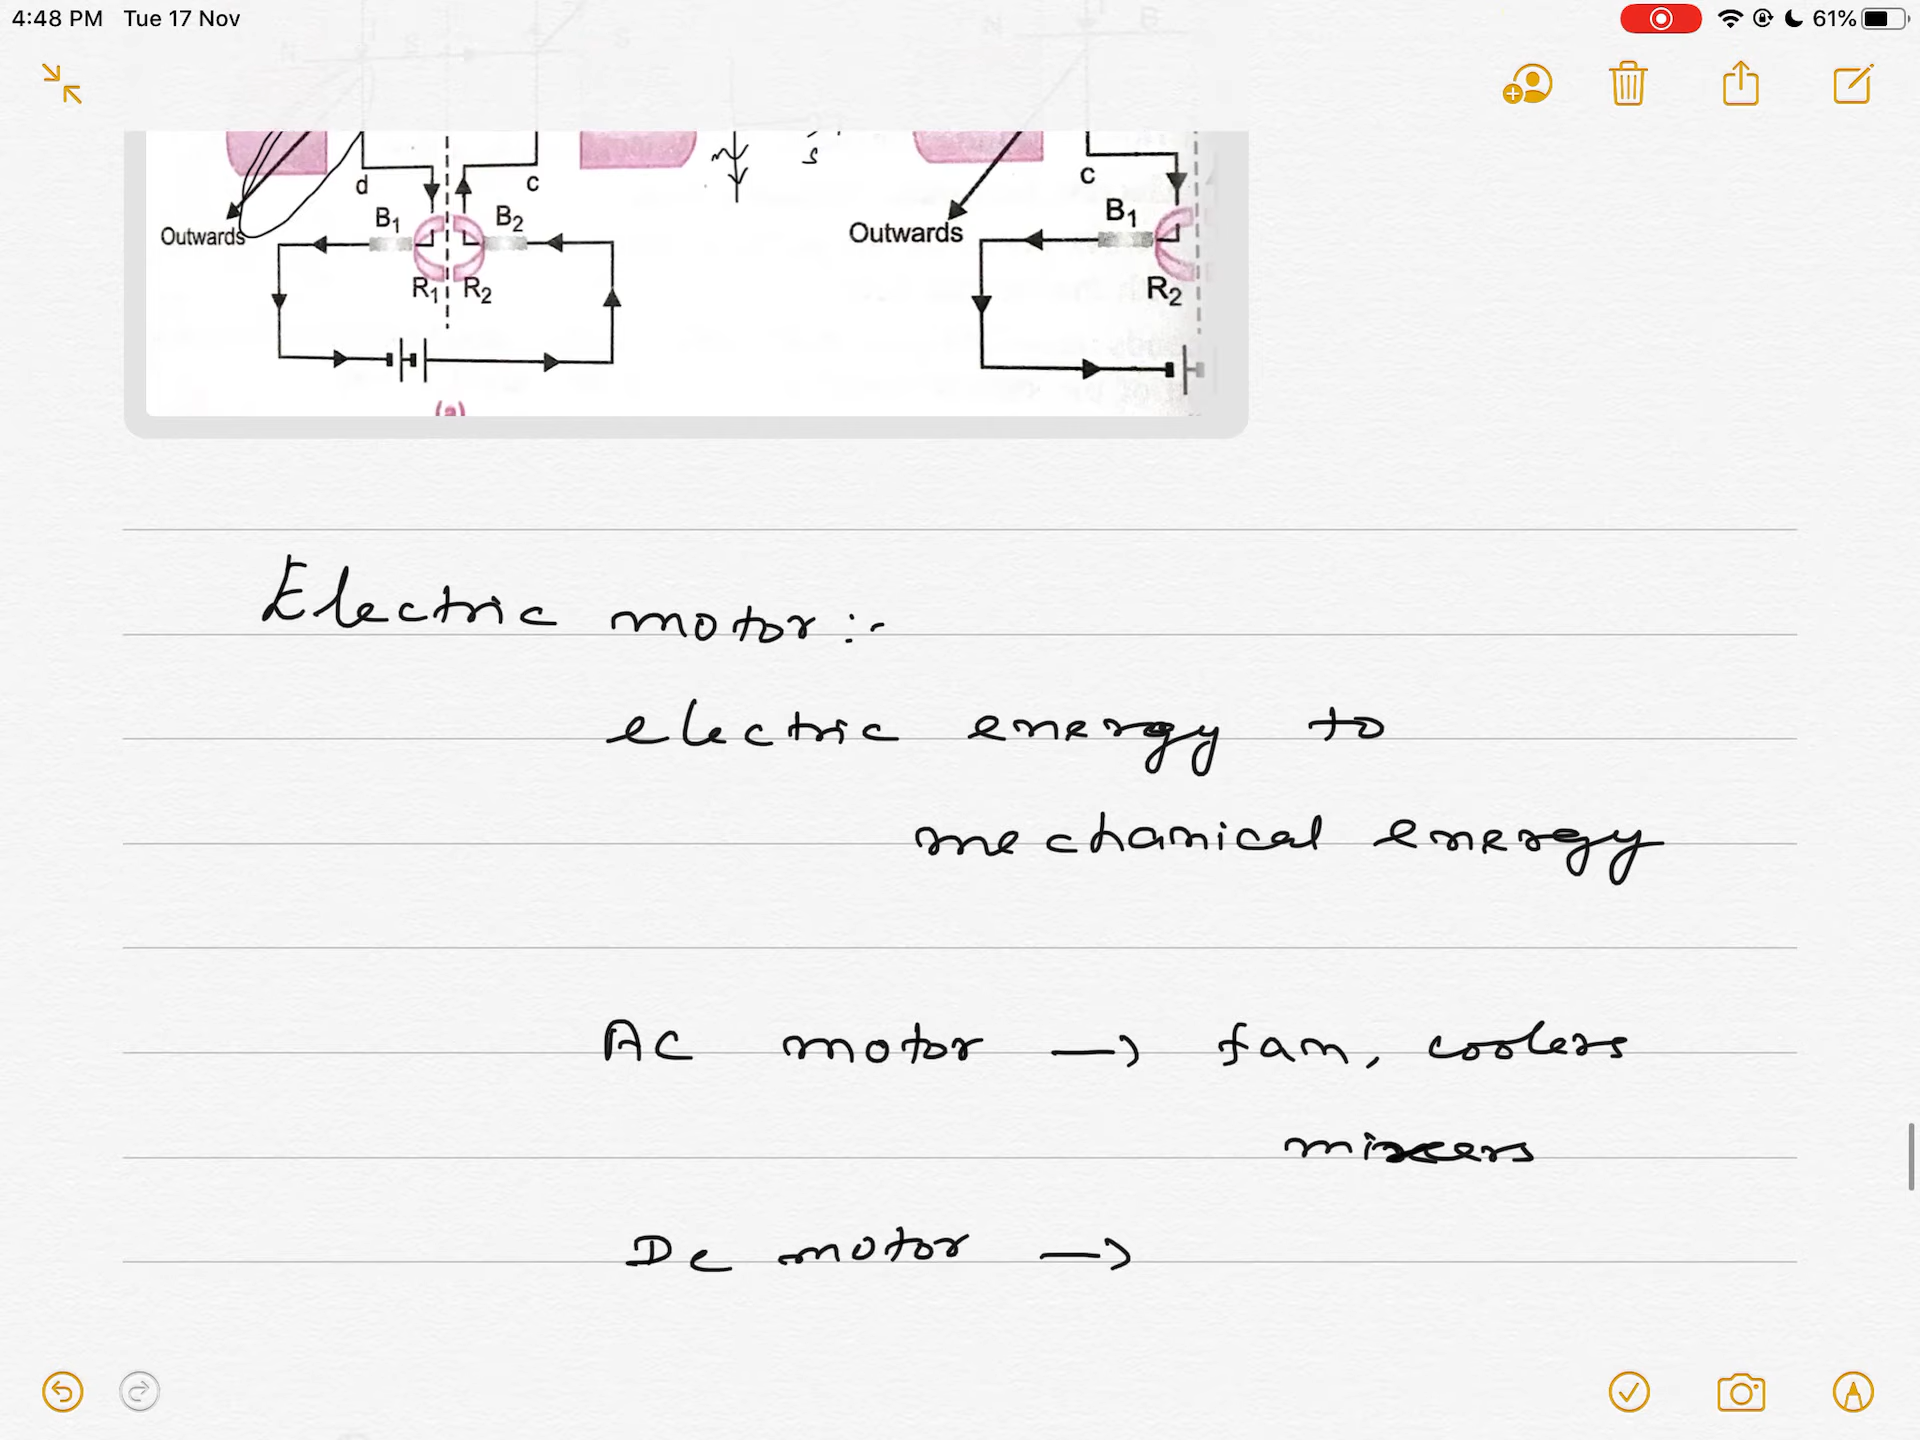 4:48 PM Tue 17 Nov
61%
d
c
c
s
Outwards
B1
B2
Outwards
B1
R1
R2
R2
(a)
Electric motor :-
electric energy to
mechanical energy
AC motor → fan, coolers
mixers
Dc motor →